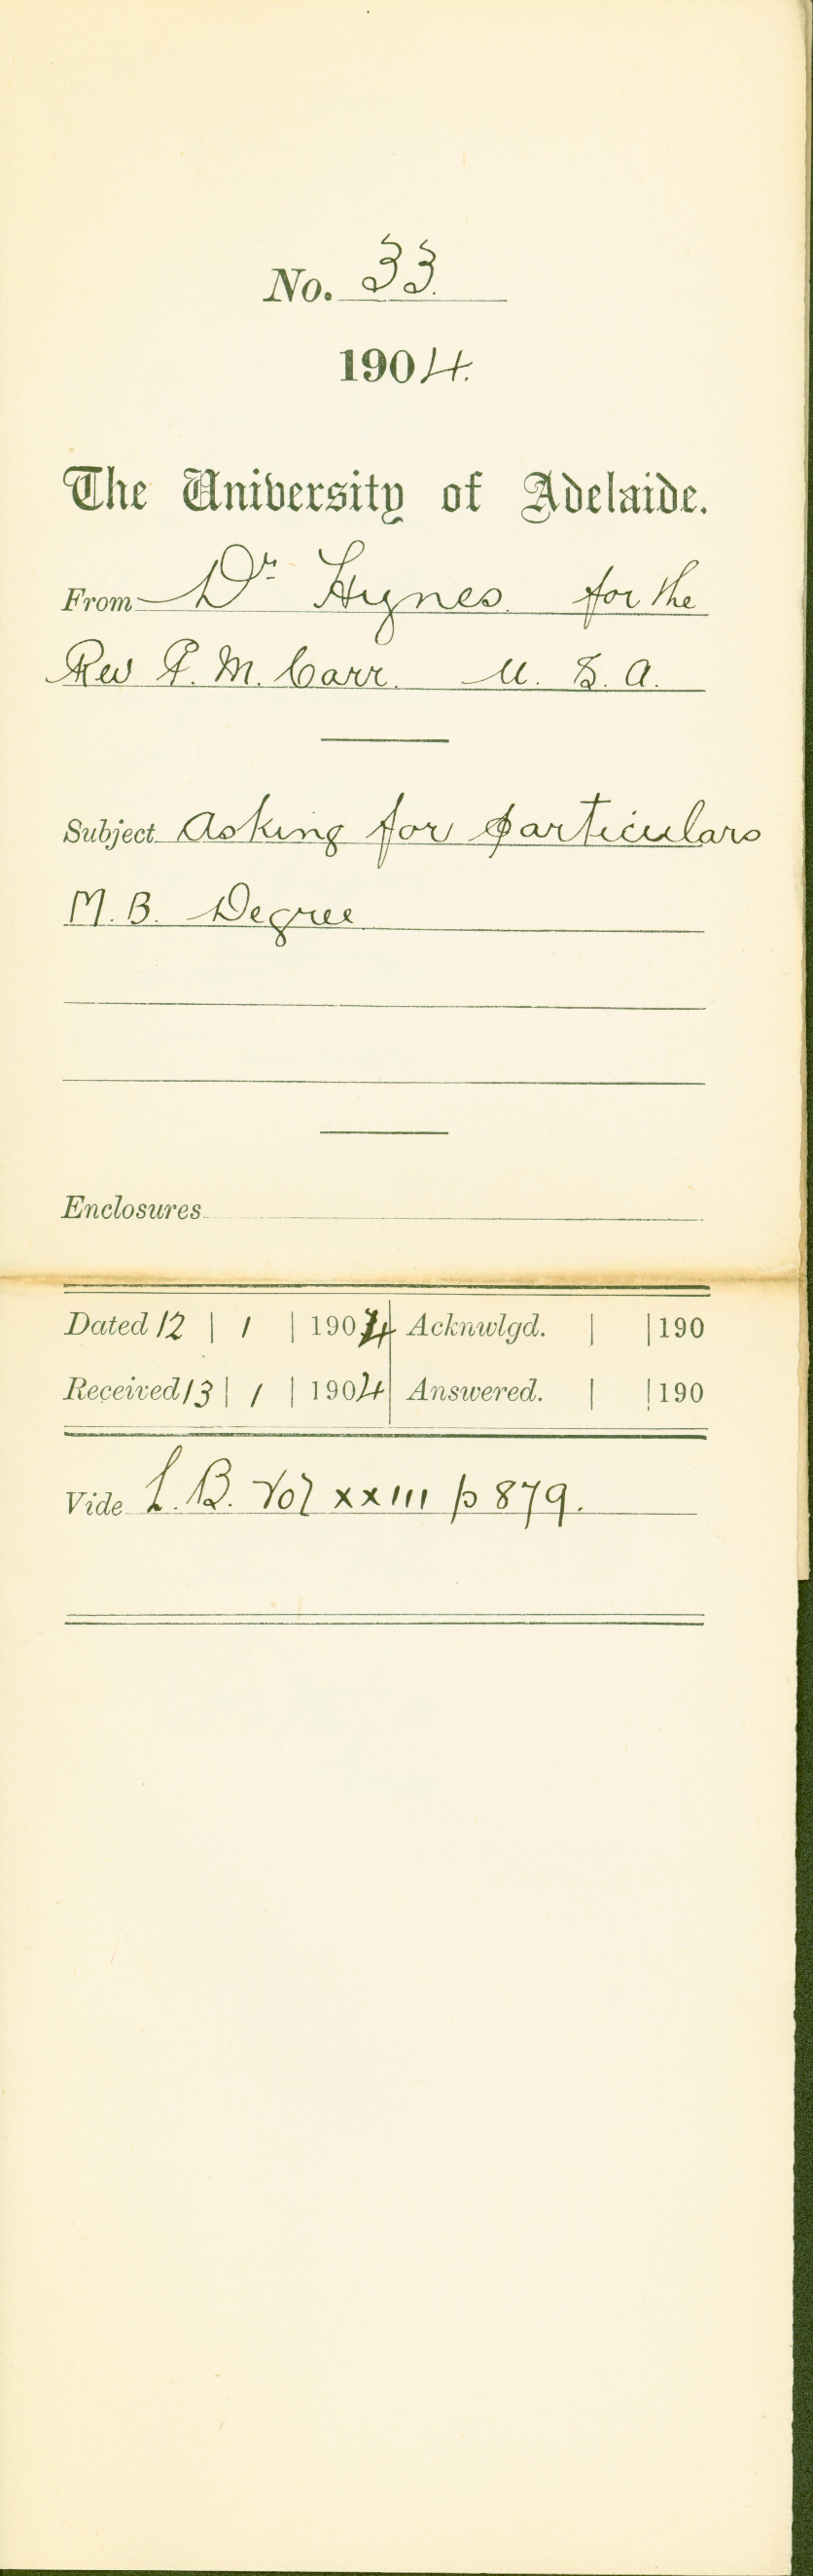 No. 33.
1904.
The University of Adelaide.
From Dr Hynes. for the
Rev P. M. Carr. U. S. A.
Subject Asking for particulars
M. B. Degree
Enclosures
Dated 12 | 1 | 1904 Acknwlgd. | | 190
Received 13 | 1 | 1904 Answered. | | 190
Vide L. B. Vol xxIII p 879.